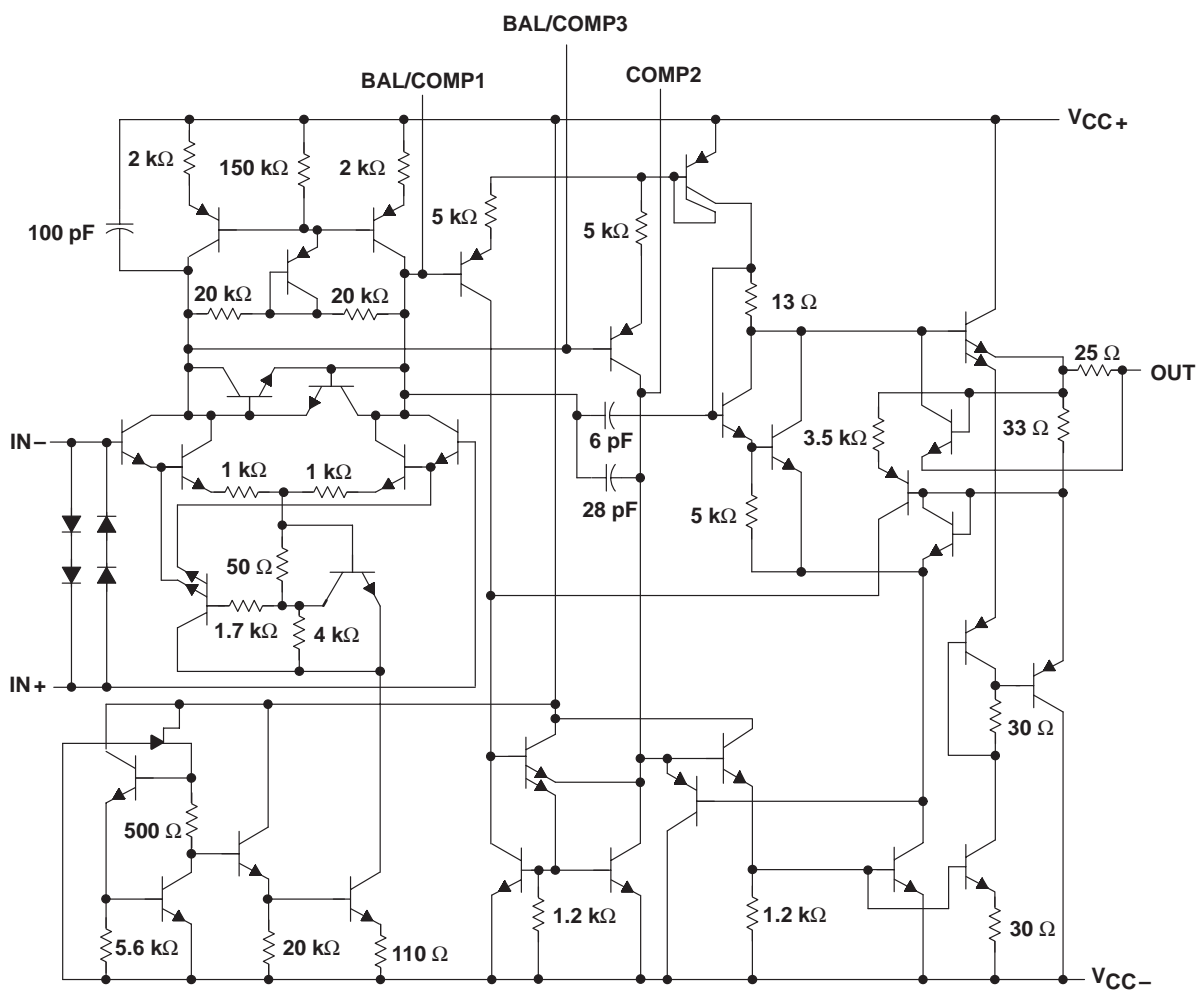 BAL/COMP3
COMP2
BAL/COMP1
VCC+
2 kΩ
150 kΩ
2 kΩ
5 kΩ
5 kΩ
100 pF
20 kΩ
20 kΩ
13 Ω
25 Ω
OUT
IN−
6 pF
3.5 kΩ
33 Ω
1 kΩ
1 kΩ
28 pF
5 kΩ
50 Ω
1.7 kΩ
4 kΩ
IN+
30 Ω
500 Ω
5.6 kΩ
20 kΩ
110 Ω
1.2 kΩ
1.2 kΩ
30 Ω
VCC−